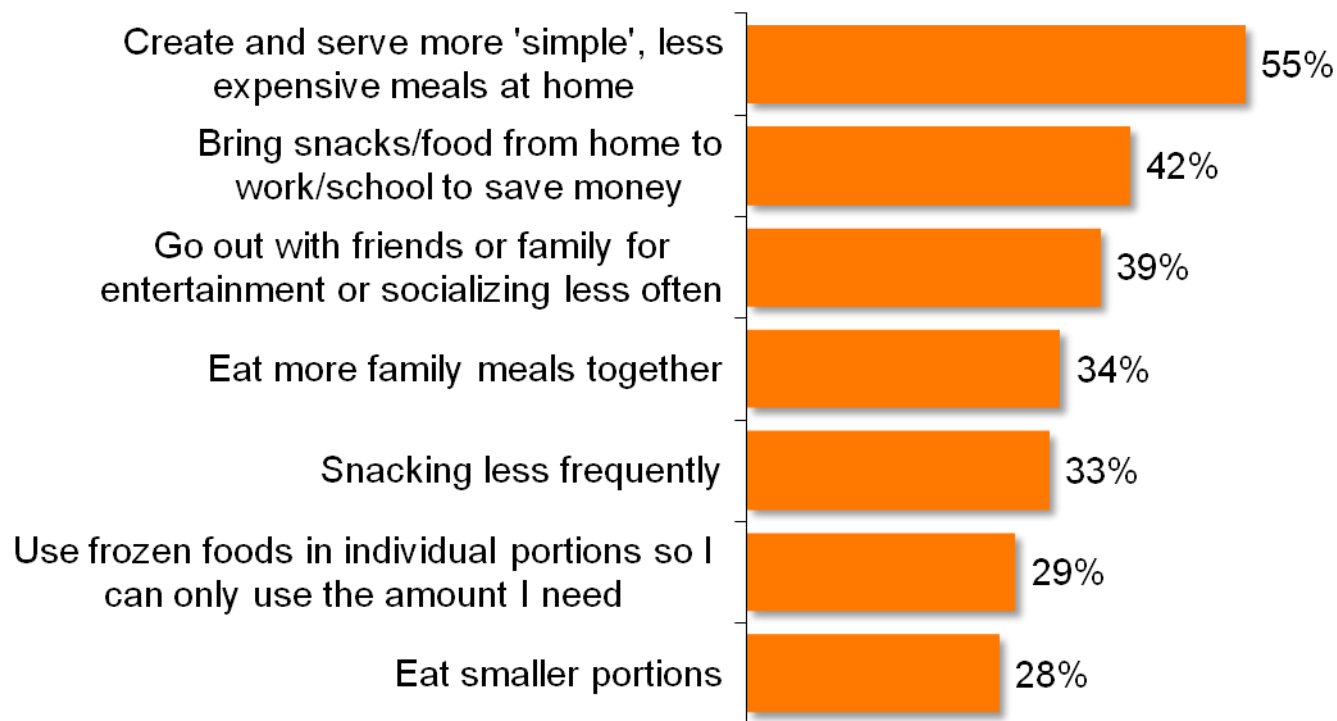 Create and serve more 'simple', less
expensive meals at home
55%
Bring snacks/food from home to
work/school to save money
42%
Go out with friends or family for
entertainment or socializing less often
39%
Eat more family meals together
34%
Snacking less frequently
33%
Use frozen foods in individual portions so I
can only use the amount I need
29%
Eat smaller portions
28%